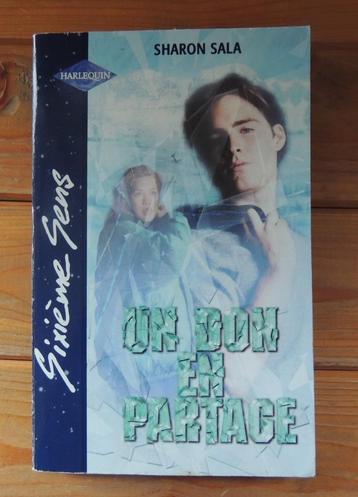 SHARON SALA
HARLEQUIN
Sixième Sens
UN DON
EN
PARTAGE